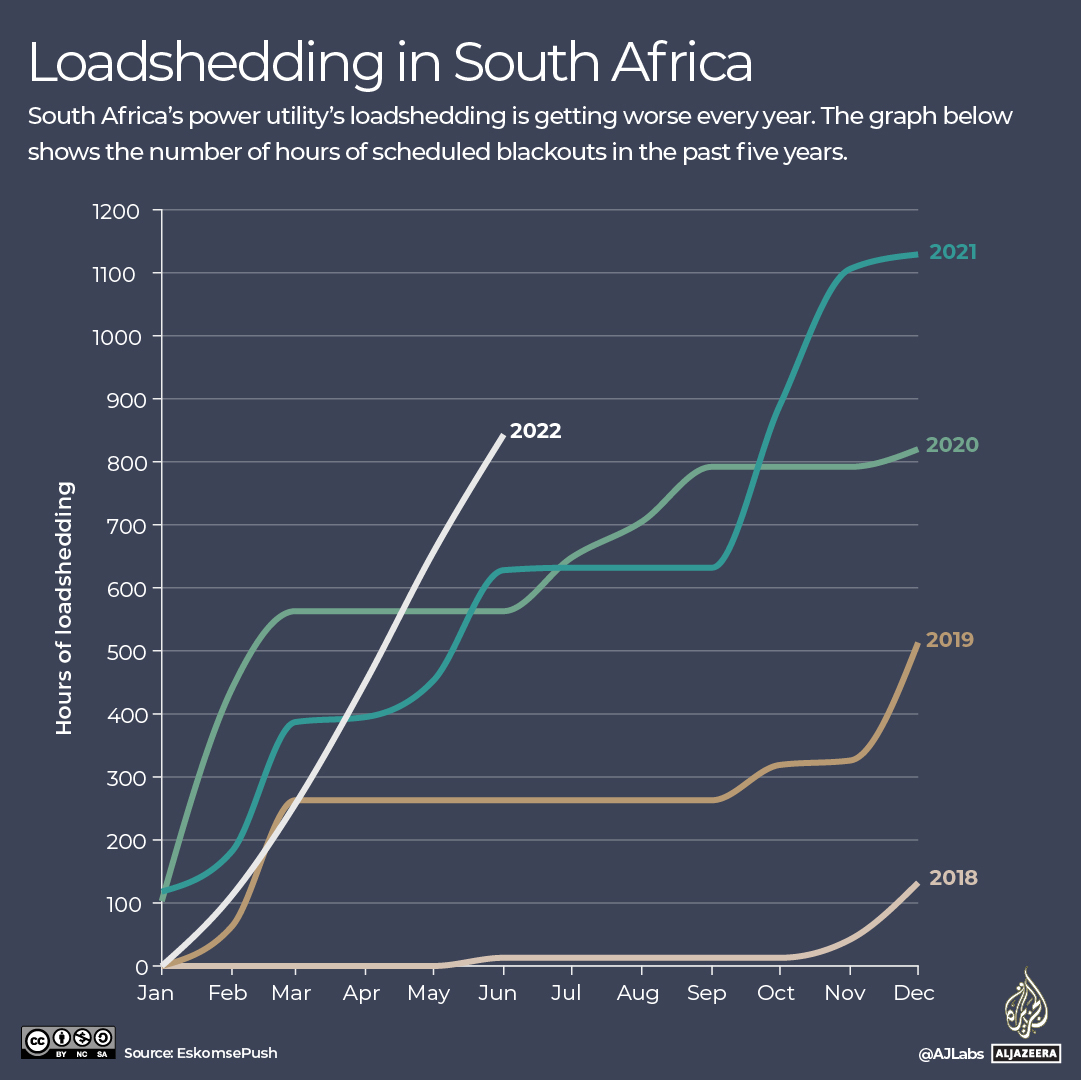 Loadshedding in South Africa
South Africa’s power utility’s loadshedding is getting worse every year. The graph below
shows the number of hours of scheduled blackouts in the past five years.
1200
1100
1000
900
800
700
600
500
400
300
200
100
0
Hours of loadshedding
2021
2022
2020
2019
2018
Jan Feb Mar Apr May Jun Jul Aug Sep Oct Nov Dec
cc BY NC SA
Source: EskomsePush
@AJLabs
ALJAZEERA